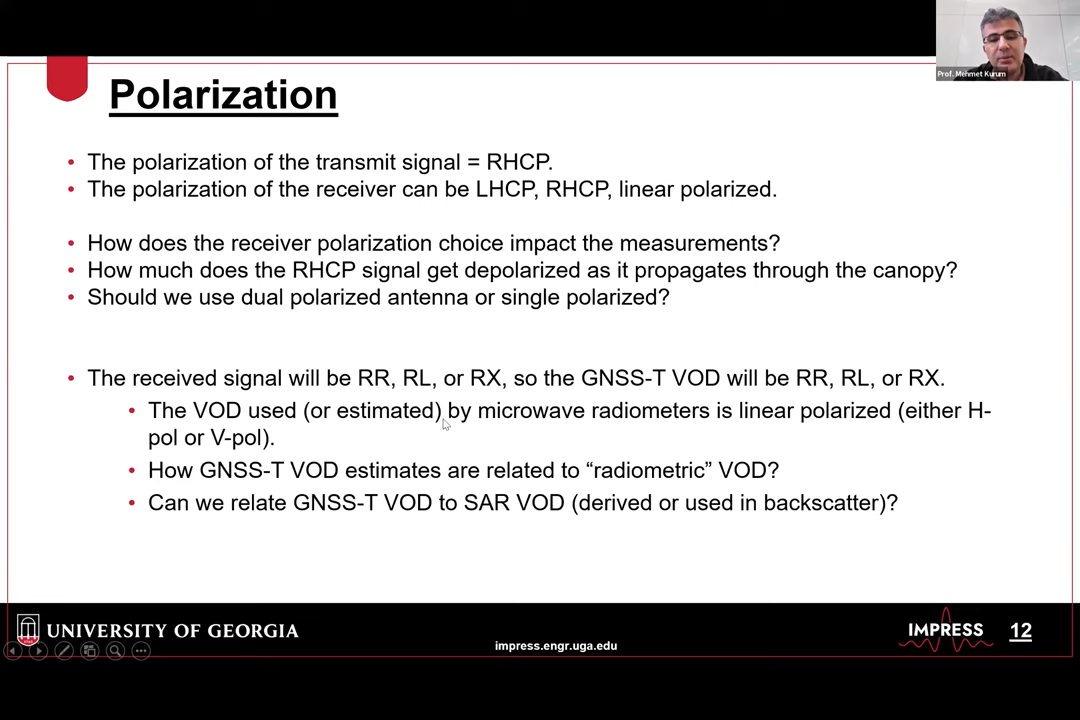 Prof. Mehmet Kurum
Polarization
• The polarization of the transmit signal = RHCP.
• The polarization of the receiver can be LHCP, RHCP, linear polarized.
• How does the receiver polarization choice impact the measurements?
• How much does the RHCP signal get depolarized as it propagates through the canopy?
• Should we use dual polarized antenna or single polarized?
• The received signal will be RR, RL, or RX, so the GNSS-T VOD will be RR, RL, or RX.
• The VOD used (or estimated) by microwave radiometers is linear polarized (either H-
pol or V-pol).
• How GNSS-T VOD estimates are related to “radiometric” VOD?
• Can we relate GNSS-T VOD to SAR VOD (derived or used in backscatter)?
UNIVERSITY OF GEORGIA
impress.engr.uga.edu
IMPRESS
12